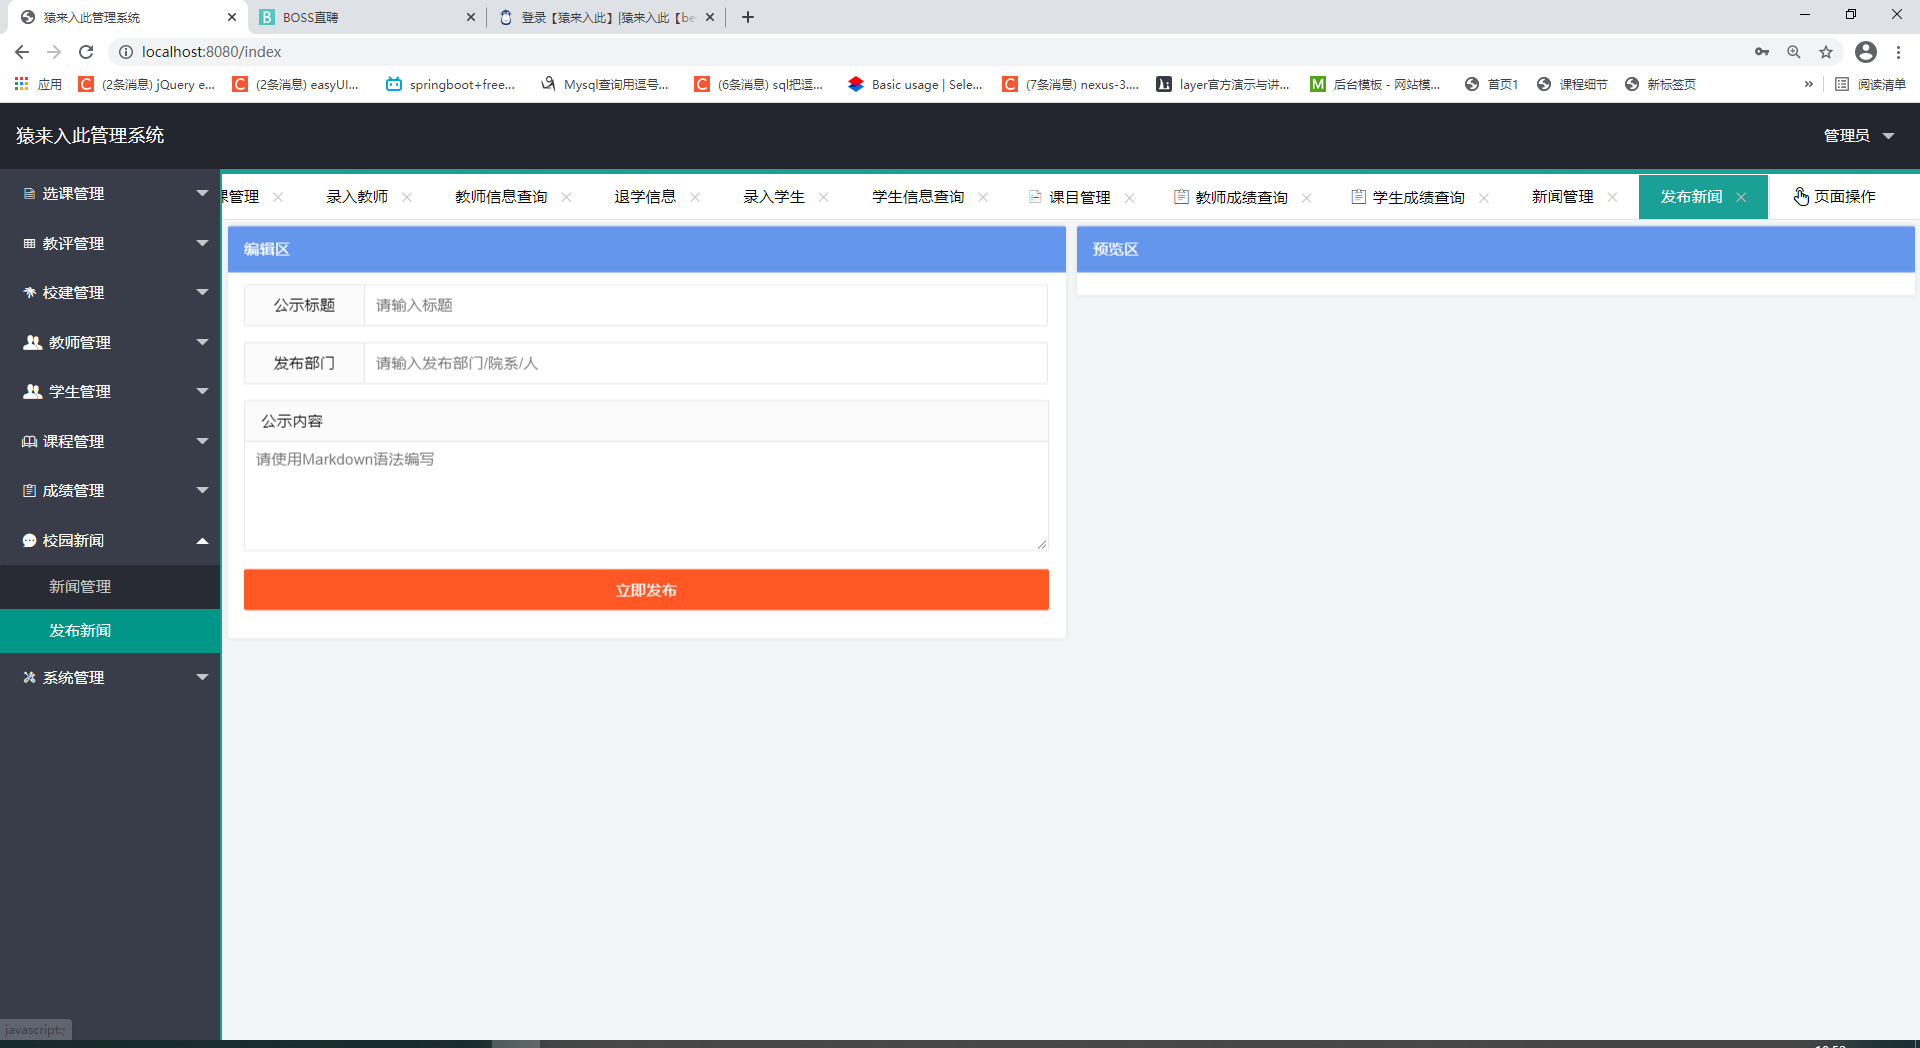 猿来入此管理系统
BOSS直聘
登录【猿来入此】|猿来入此【be
localhost:8080/index
应用
(2条消息) jQuery e...
(2条消息) easyUI...
springboot+free...
Mysql查询用逗号...
(6条消息) sql把逗...
Basic usage | Sele...
(7条消息) nexus-3....
layer官方演示与讲...
后台模板 - 网站模...
首页1
课程细节
新标签页
»
阅读清单
猿来入此管理系统
管理员
选课管理
教评管理
校建管理
教师管理
学生管理
课程管理
成绩管理
校园新闻
新闻管理
发布新闻
系统管理
课管理
录入教师
教师信息查询
退学信息
录入学生
学生信息查询
课目管理
教师成绩查询
学生成绩查询
新闻管理
发布新闻
页面操作
编辑区
公示标题
请输入标题
发布部门
请输入发布部门/院系/人
公示内容
请使用Markdown语法编写
立即发布
预览区
javascript:;